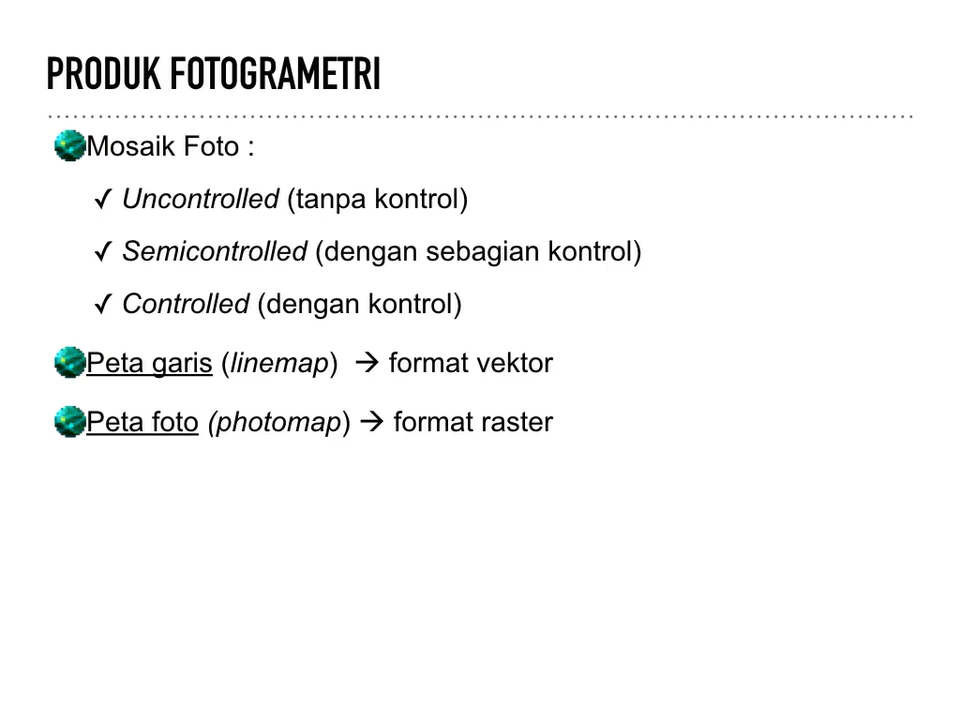 PRODUK FOTOGRAMETRI
Mosaik Foto :
✓ Uncontrolled (tanpa kontrol)
✓ Semicontrolled (dengan sebagian kontrol)
✓ Controlled (dengan kontrol)
Peta garis (linemap) → format vektor
Peta foto (photomap) → format raster